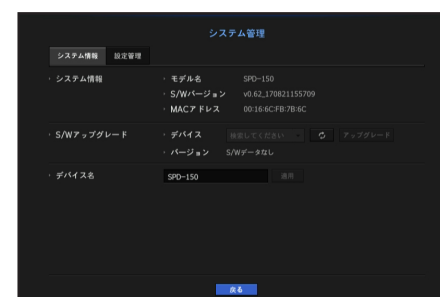 システム管理
システム情報 設定管理
システム情報 モデル名 SPD-150
S/Wバージョン v0.62_170821155709
MACアドレス 00:16:6C:FB:7B:6C
S/Wアップグレード デバイス 検索してください アップグレード
バージョン S/Wデータなし
デバイス名 SPD-150 適用
戻る